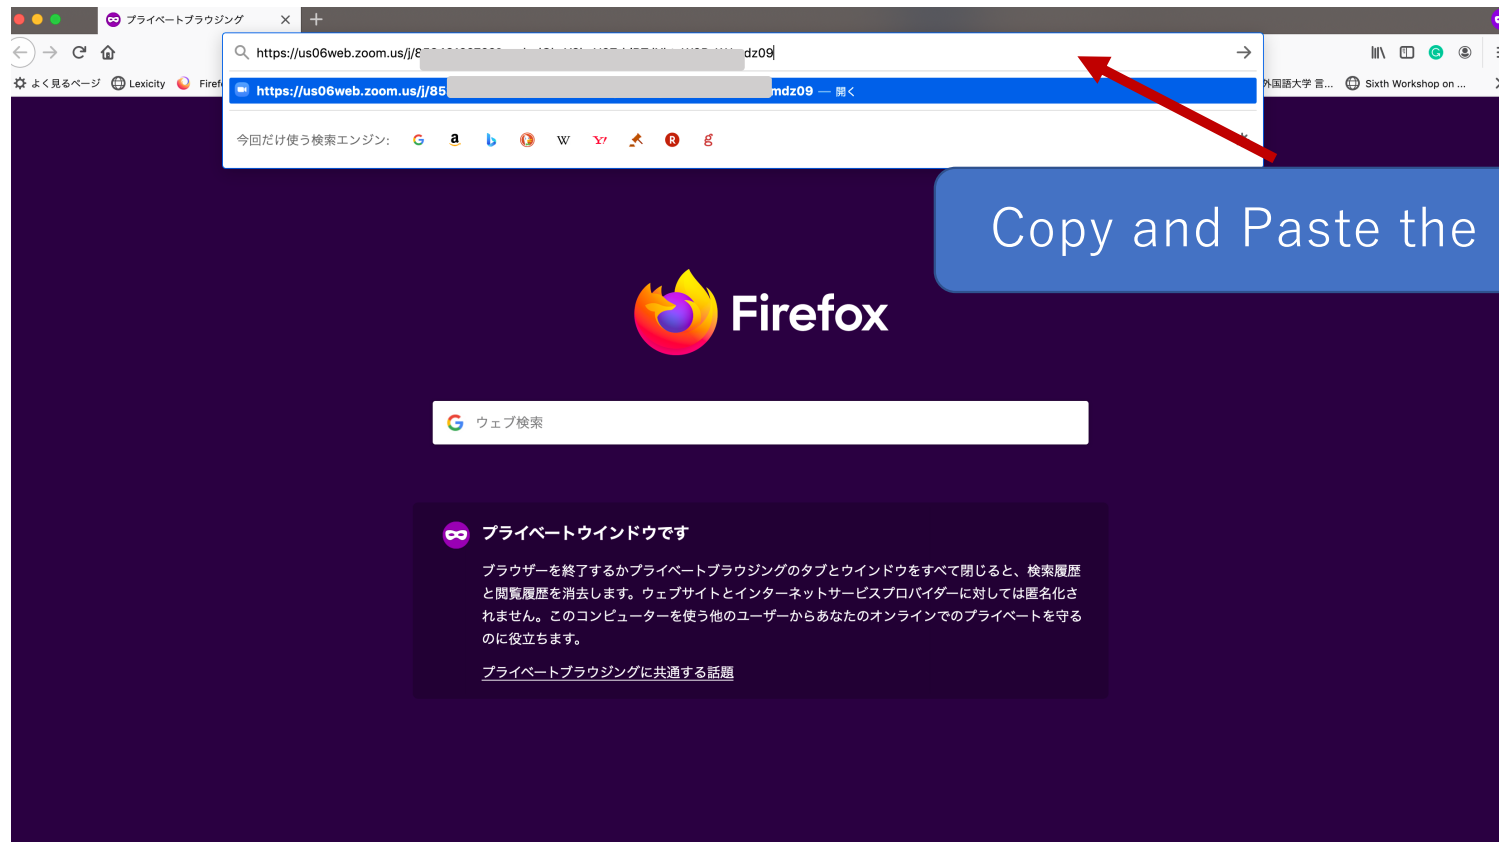 プライベートブラウジング
https://us06web.zoom.us/j/8 dz09
よく見るページ Lexicity Firef 外国語大学 言... Sixth Workshop on ...
https://us06web.zoom.us/j/85 mdz09 — 開く
今回だけ使う検索エンジン: G a b W Y! R g
Copy and Paste the
Firefox
G ウェブ検索
プライベートウインドウです
ブラウザーを終了するかプライベートブラウジングのタブとウインドウをすべて閉じると、検索履歴
と閲覧履歴を消去します。ウェブサイトとインターネットサービスプロバイダーに対しては匿名化さ
れません。このコンピューターを使う他のユーザーからあなたのオンラインでのプライベートを守る
のに役立ちます。
プライベートブラウジングに共通する話題